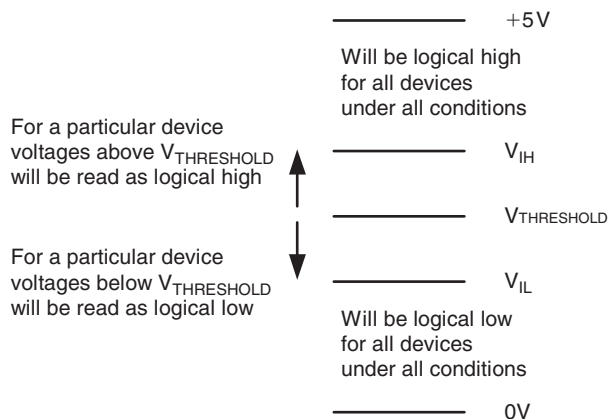 +5V
Will be logical high
for all devices
under all conditions
For a particular device
voltages above VTHRESHOLD
will be read as logical high
VIH
VTHRESHOLD
For a particular device
voltages below VTHRESHOLD
will be read as logical low
VIL
Will be logical low
for all devices
under all conditions
0V